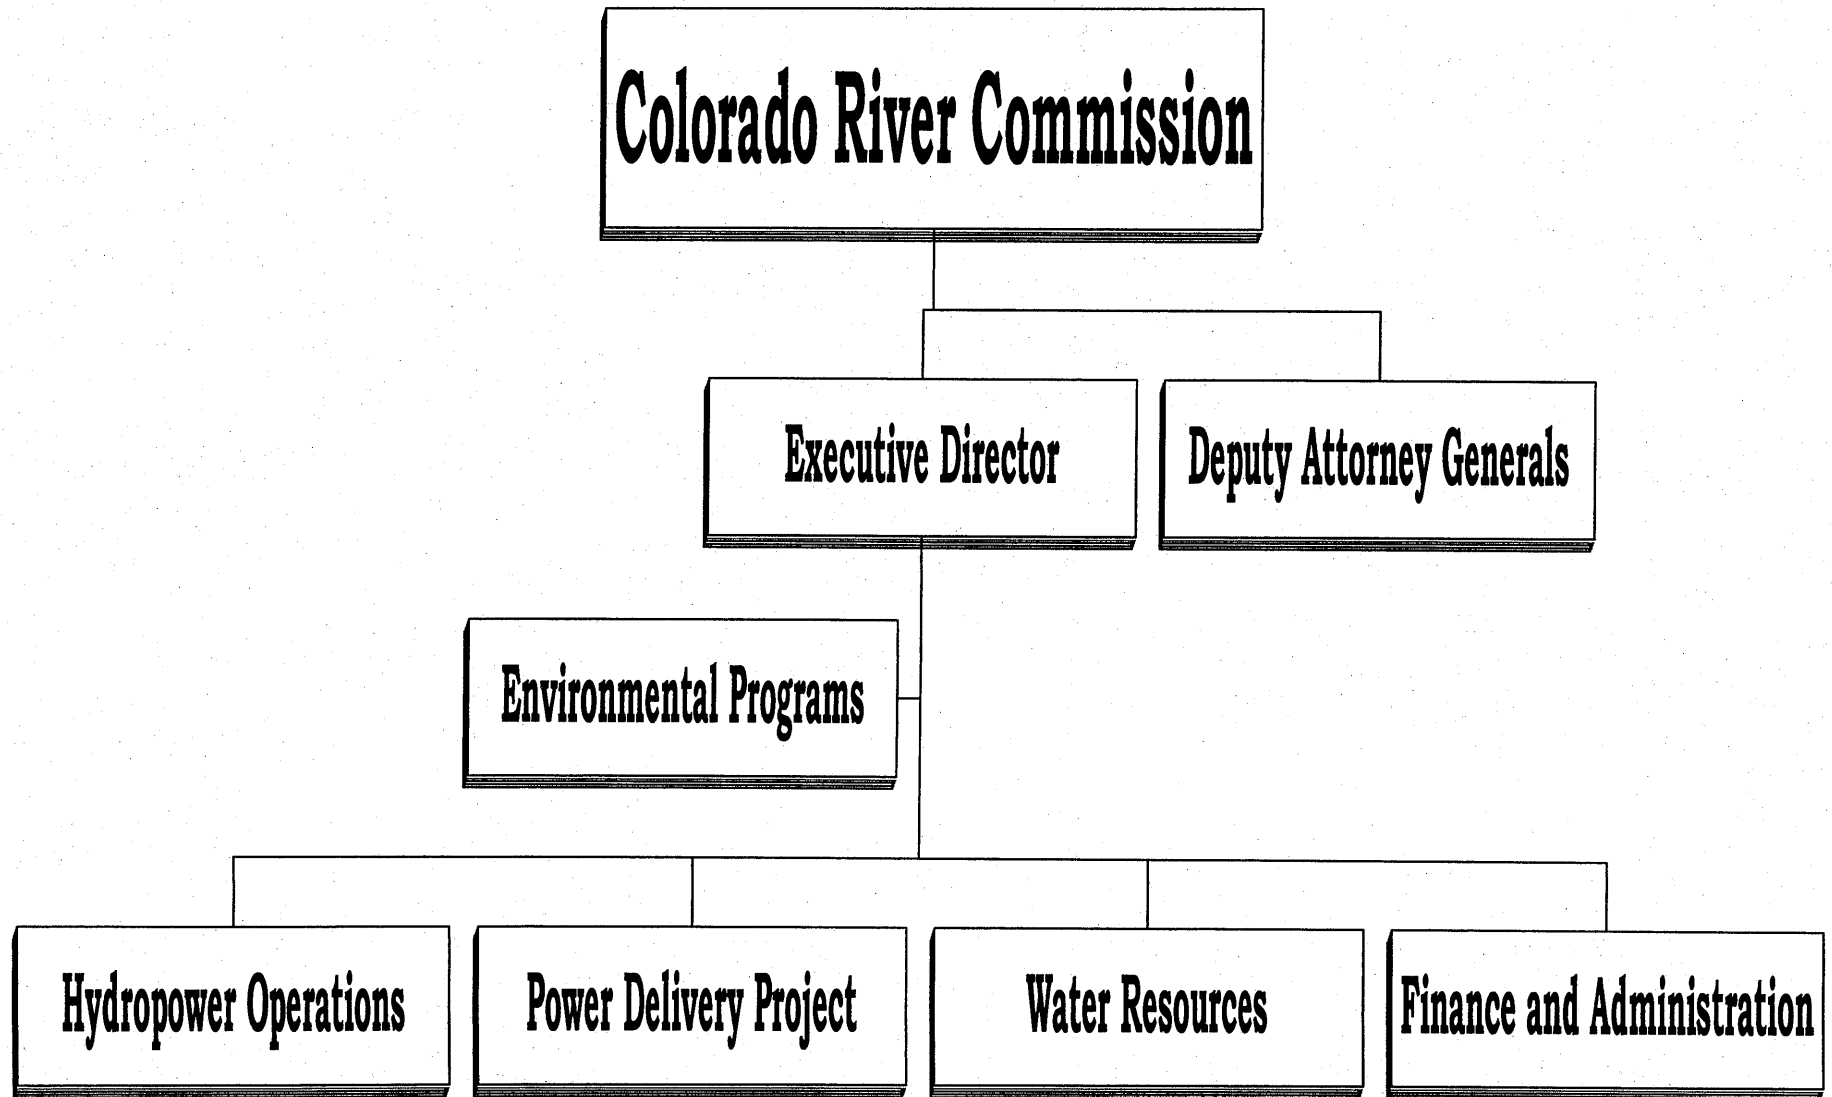 Colorado River Commission
Executive Director
Deputy Attorney Generals
Environmental Programs
Hydropower Operations
Power Delivery Project
Water Resources
Finance and Administration